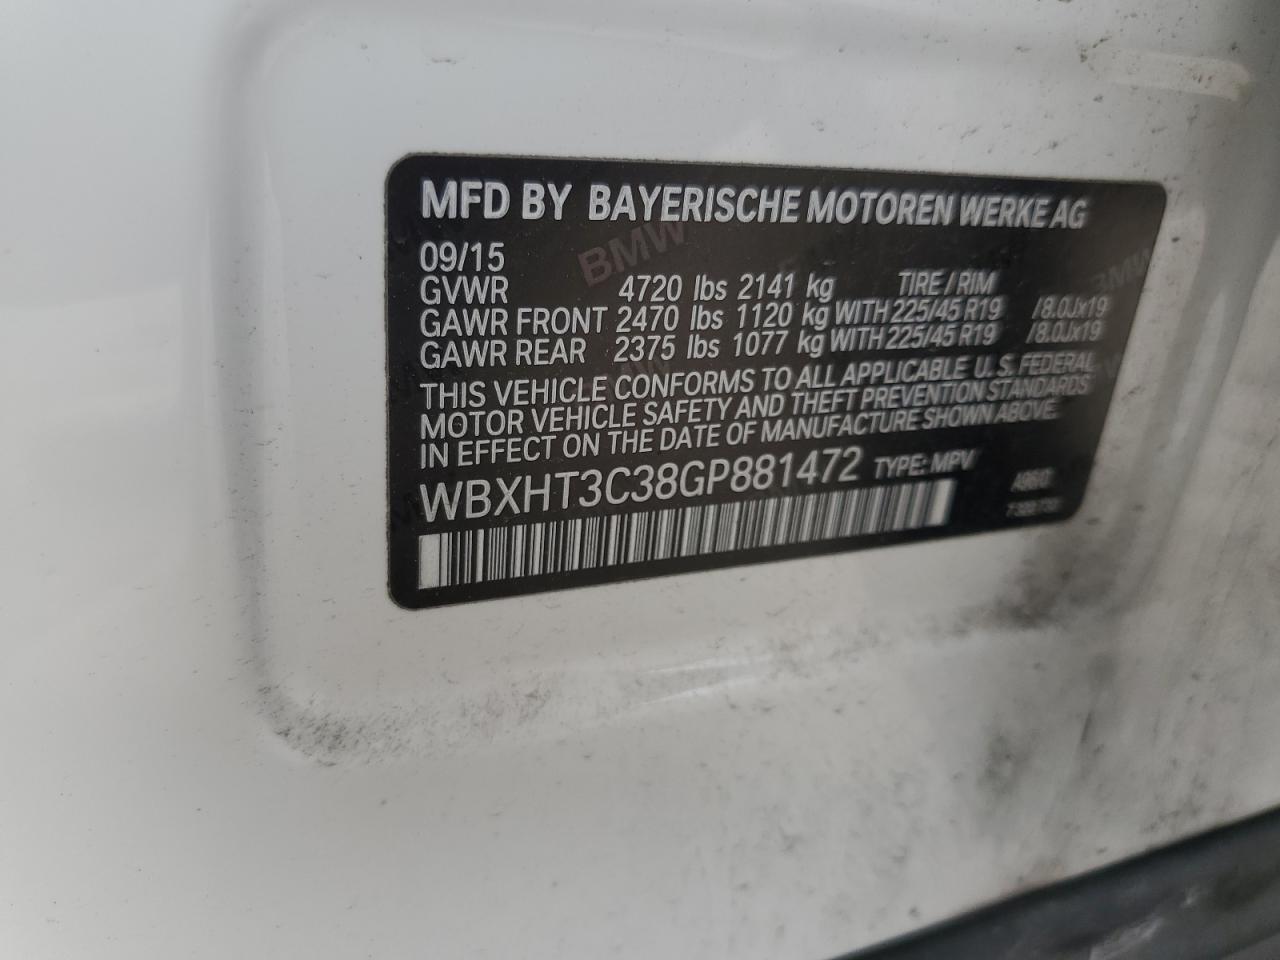 MFD BY BAYERISCHE MOTOREN WERKE AG
09/15
GVWR 4720 lbs 2141 kg TIRE / RIM
GAWR FRONT 2470 lbs 1120 kg WITH 225/45 R19 /8.0Jx19
GAWR REAR 2375 lbs 1077 kg WITH 225/45 R19 /8.0Jx19
THIS VEHICLE CONFORMS TO ALL APPLICABLE U.S. FEDERAL
MOTOR VEHICLE SAFETY AND THEFT PREVENTION STANDARDS
IN EFFECT ON THE DATE OF MANUFACTURE SHOWN ABOVE.
WBXHT3C38GP881472 TYPE: MPV
BMW
BMW